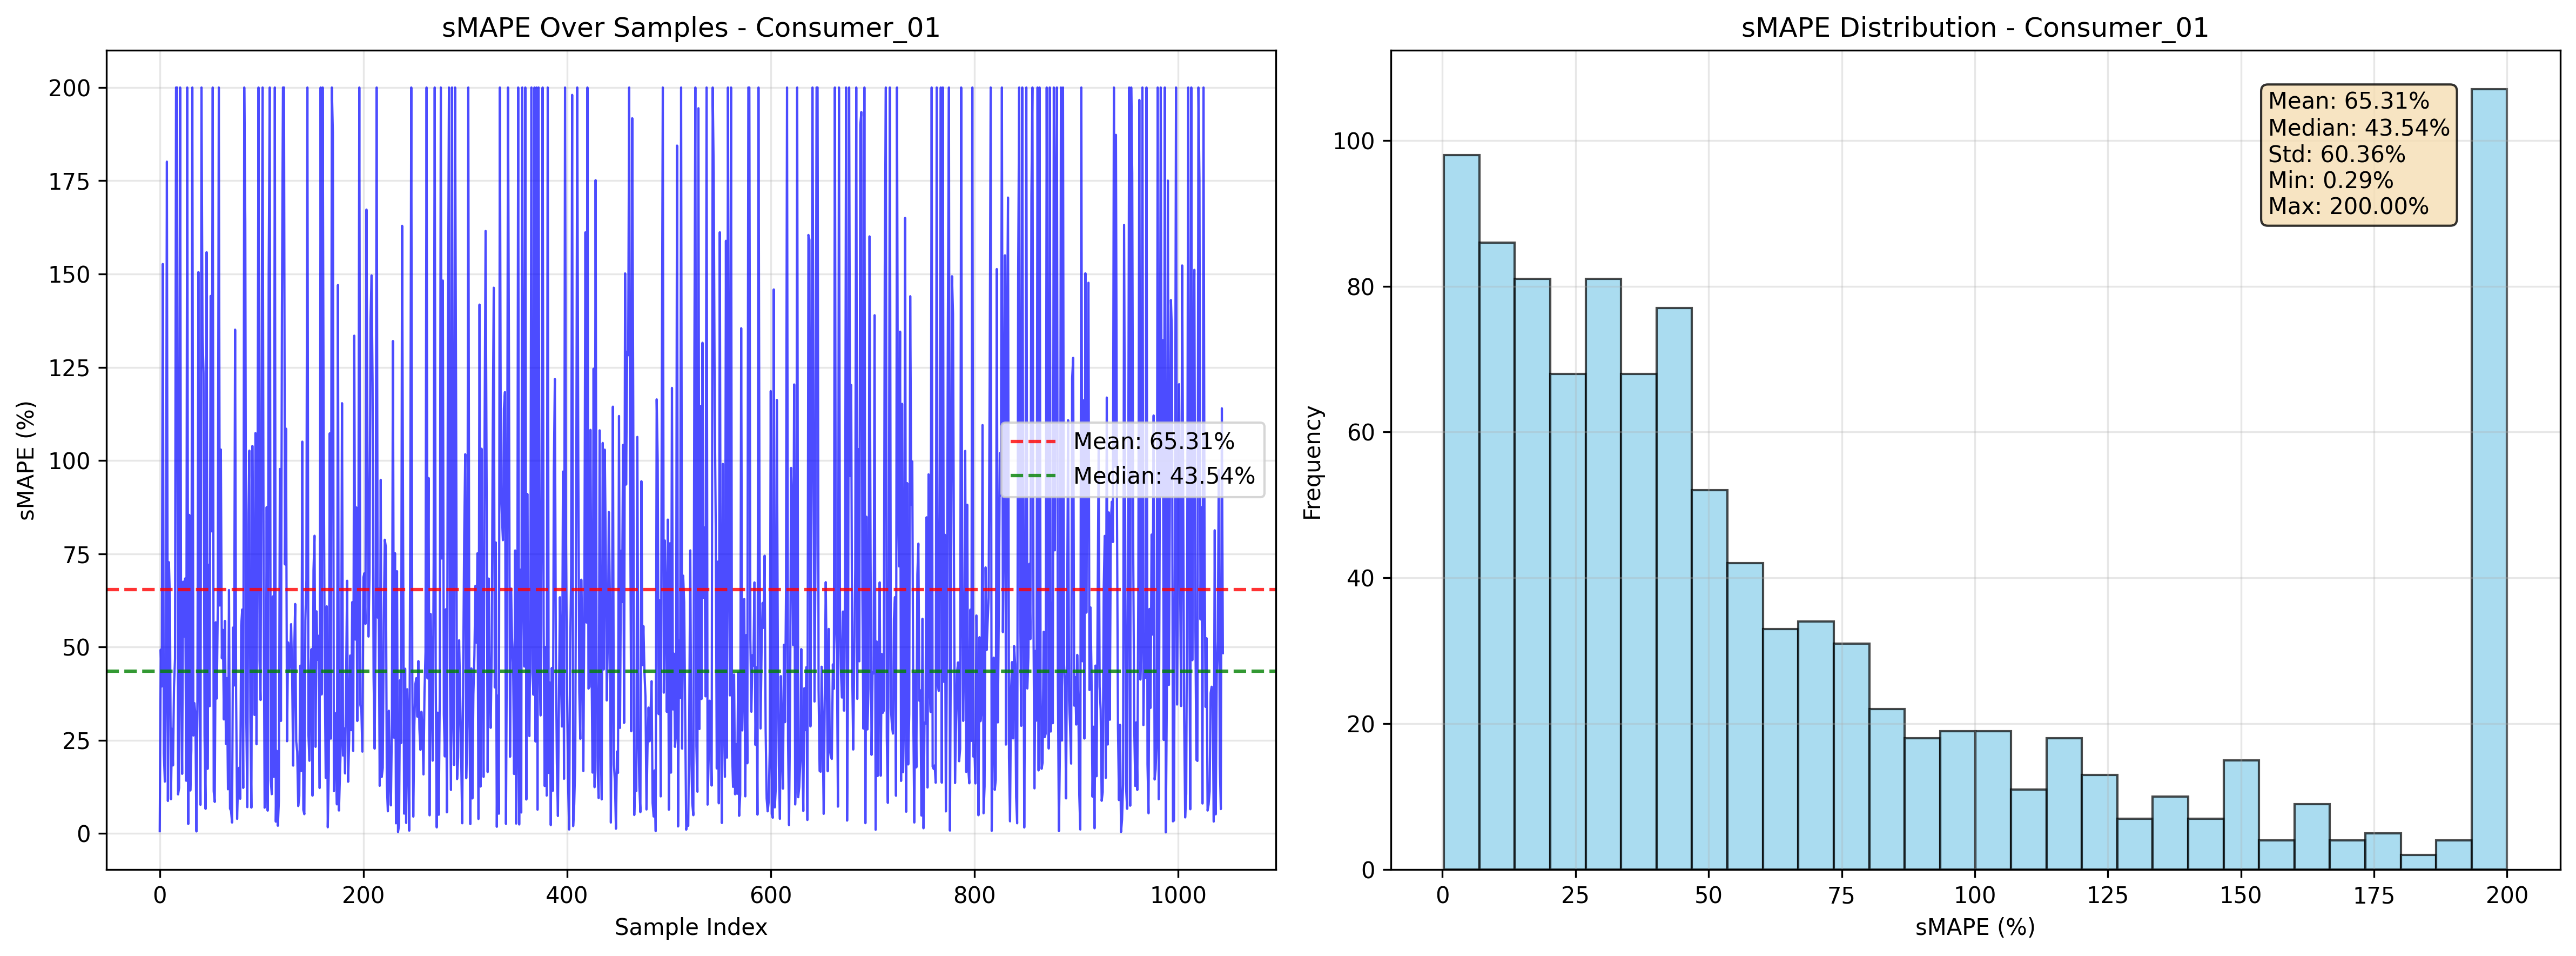 sMAPE Over Samples - Consumer_01
sMAPE (%)
200
175
150
125
100
75
50
25
0
Mean: 65.31%
Median: 43.54%
0
200
400
600
800
1000
Sample Index
sMAPE Distribution - Consumer_01
Frequency
100
80
60
40
20
0
Mean: 65.31%
Median: 43.54%
Std: 60.36%
Min: 0.29%
Max: 200.00%
0
25
50
75
100
125
150
175
200
sMAPE (%)